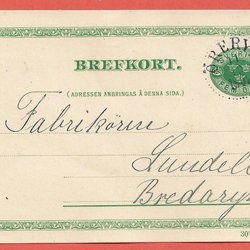 BREFKORT.
(ADRESSEN ANBRINGAS Å DENNA SIDA.)
Fabrikören
Lundell
Bredaryd